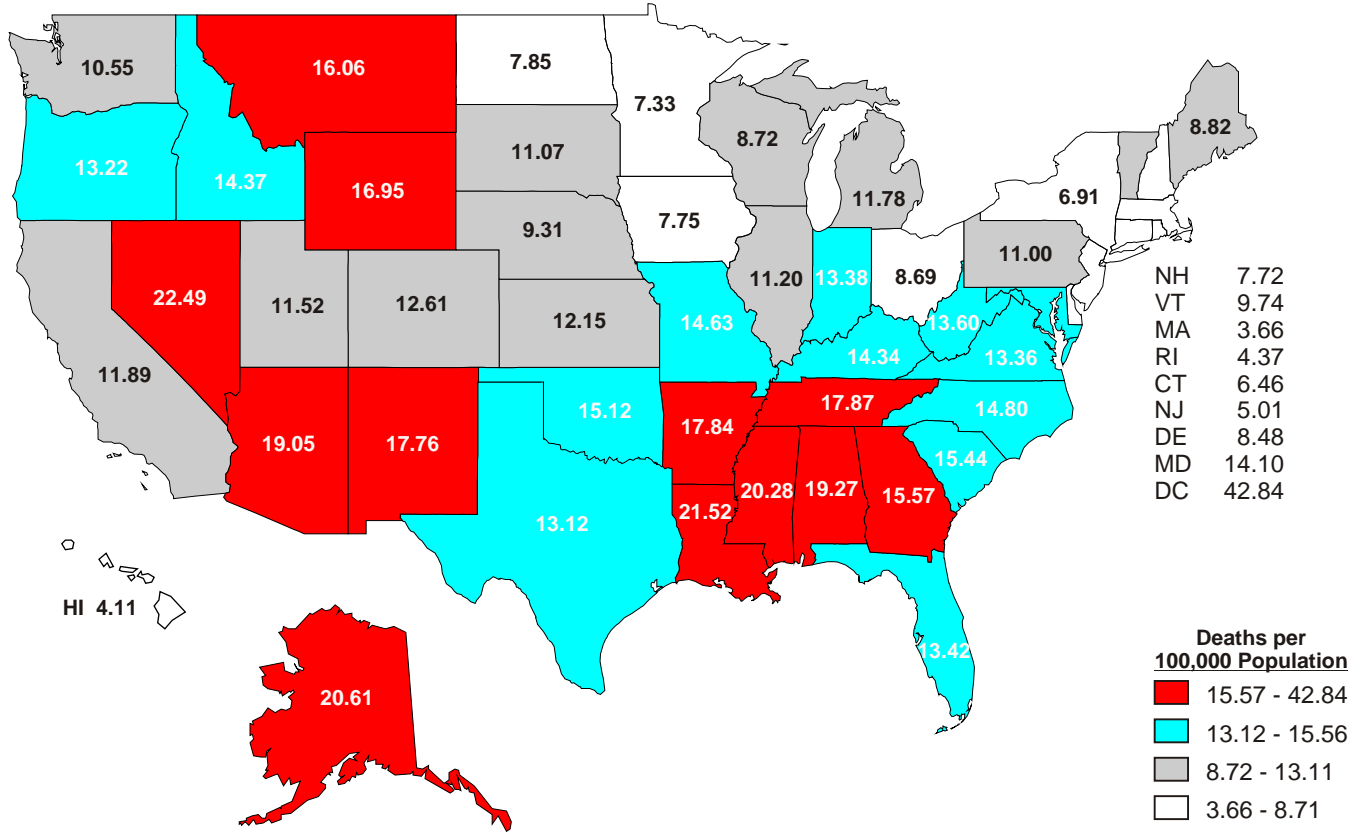 10.55
16.06
7.85
7.33
8.72
8.82
13.22
14.37
16.95
11.07
11.78
6.91
9.31
7.75
22.49
11.52
12.61
12.15
14.63
11.20
13.38
8.69
11.00
13.60
14.34
13.36
11.89
19.05
17.76
15.12
17.84
17.87
14.80
15.44
13.12
21.52
20.28
19.27
15.57
13.42
NH 7.72
VT 9.74
MA 3.66
RI 4.37
CT 6.46
NJ 5.01
DE 8.48
MD 14.10
DC 42.84
HI 4.11
20.61
Deaths per
100,000 Population
15.57 - 42.84
13.12 - 15.56
8.72 - 13.11
3.66 - 8.71